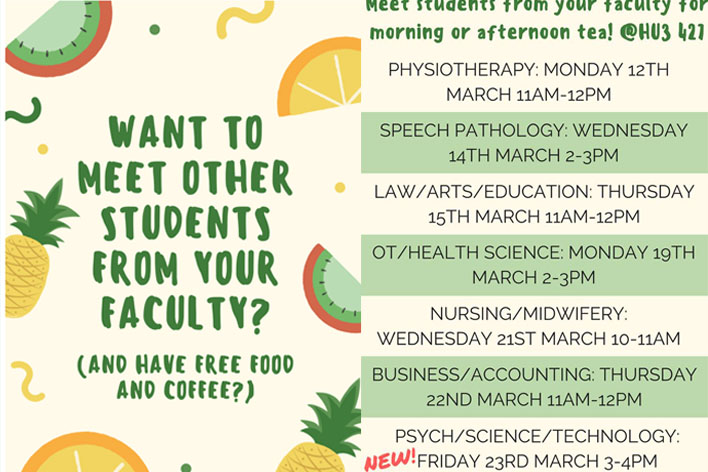 WANT TO
MEET OTHER
STUDENTS
FROM YOUR
FACULTY?
(AND HAVE FREE FOOD
AND COFFEE?)
Meet students from your faculty for
morning or afternoon tea! @HU3 427
PHYSIOTHERAPY: MONDAY 12TH
MARCH 11AM-12PM
SPEECH PATHOLOGY: WEDNESDAY
14TH MARCH 2-3PM
LAW/ARTS/EDUCATION: THURSDAY
15TH MARCH 11AM-12PM
OT/HEALTH SCIENCE: MONDAY 19TH
MARCH 2-3PM
NURSING/MIDWIFERY:
WEDNESDAY 21ST MARCH 10-11AM
BUSINESS/ACCOUNTING: THURSDAY
22ND MARCH 11AM-12PM
PSYCH/SCIENCE/TECHNOLOGY:
NEW! FRIDAY 23RD MARCH 3-4PM